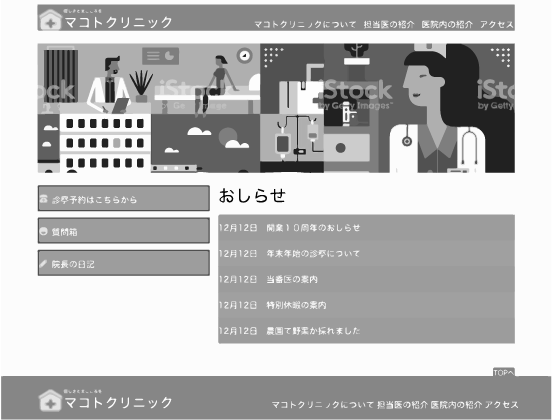 マコトクリニック
マコトクリニックについて 担当医の紹介 医院内の紹介 アクセス
iStock
by Getty Images
診察予約はこちらから
質問箱
院長の日記
おしらせ
12月12日 開業10周年のおしらせ
12月12日 年末年始の診察について
12月12日 当番医の案内
12月12日 特別休暇の案内
12月12日 農園で野菜が採れました
TOPへ
マコトクリニック
マコトクリニックについて 担当医の紹介 医院内の紹介 アクセス